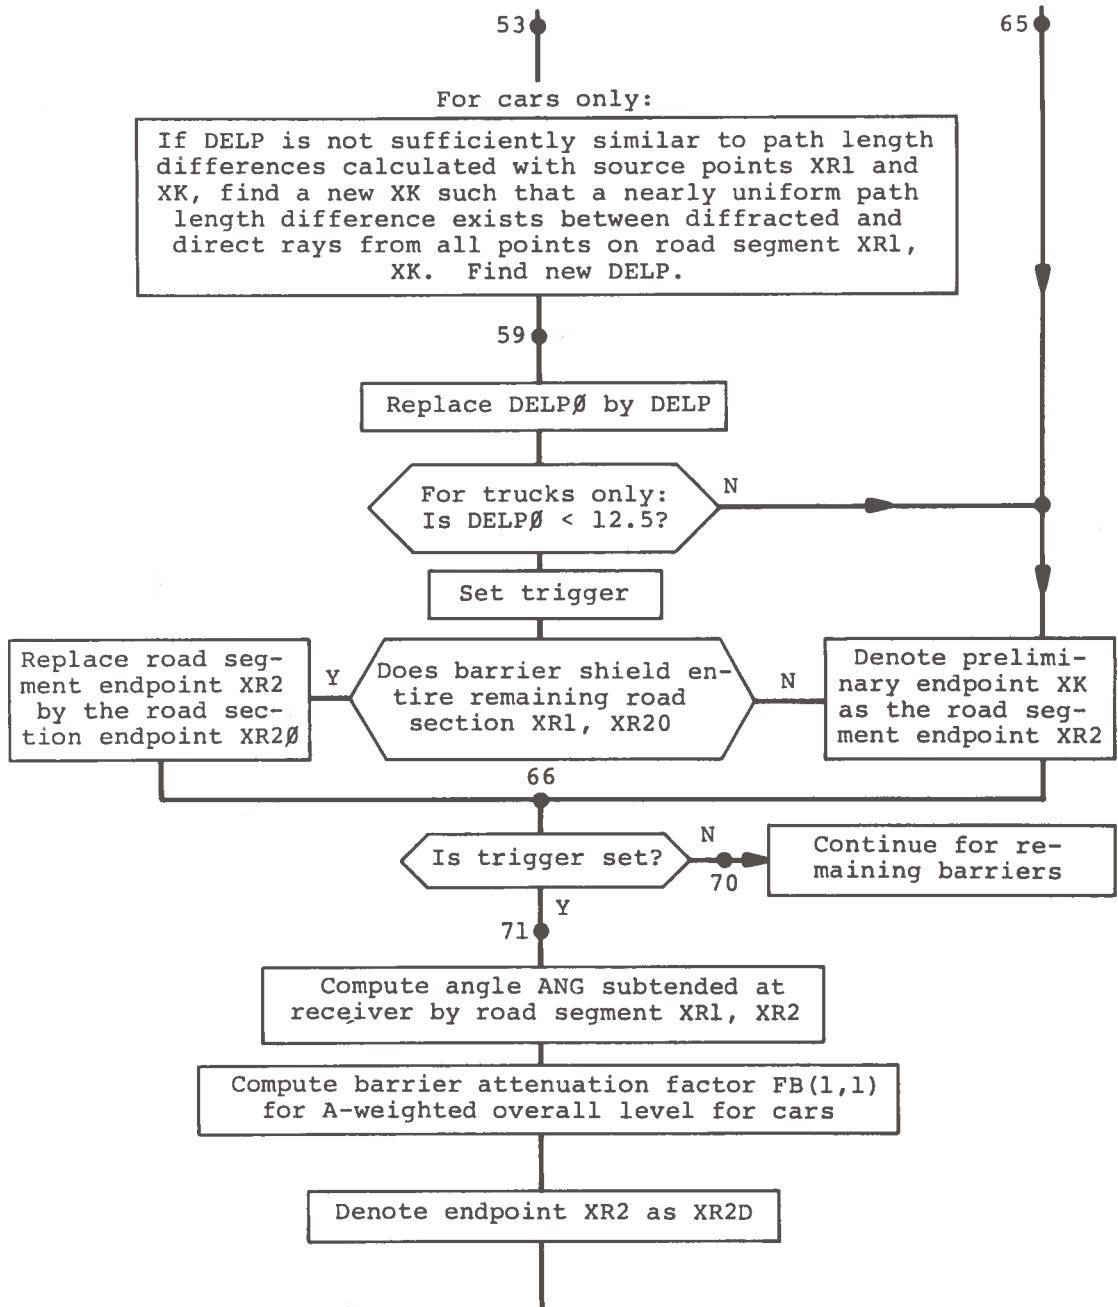 53
65
For cars only:
If DELP is not sufficiently similar to path length
differences calculated with source points XR1 and
XK, find a new XK such that a nearly uniform path
length difference exists between diffracted and
direct rays from all points on road segment XR1,
XK. Find new DELP.
59
Replace DELPØ by DELP
For trucks only:
Is DELPØ < 12.5?
N
Set trigger
Replace road seg-
ment endpoint XR2
by the road sec-
tion endpoint XR2Ø
Y
Does barrier shield en-
tire remaining road
section XR1, XR20
N
Denote prelimi-
nary endpoint XK
as the road seg-
ment endpoint XR2
66
Is trigger set?
N
70
Continue for re-
maining barriers
Y
71
Compute angle ANG subtended at
receiver by road segment XR1, XR2
Compute barrier attenuation factor FB(1,1)
for A-weighted overall level for cars
Denote endpoint XR2 as XR2D